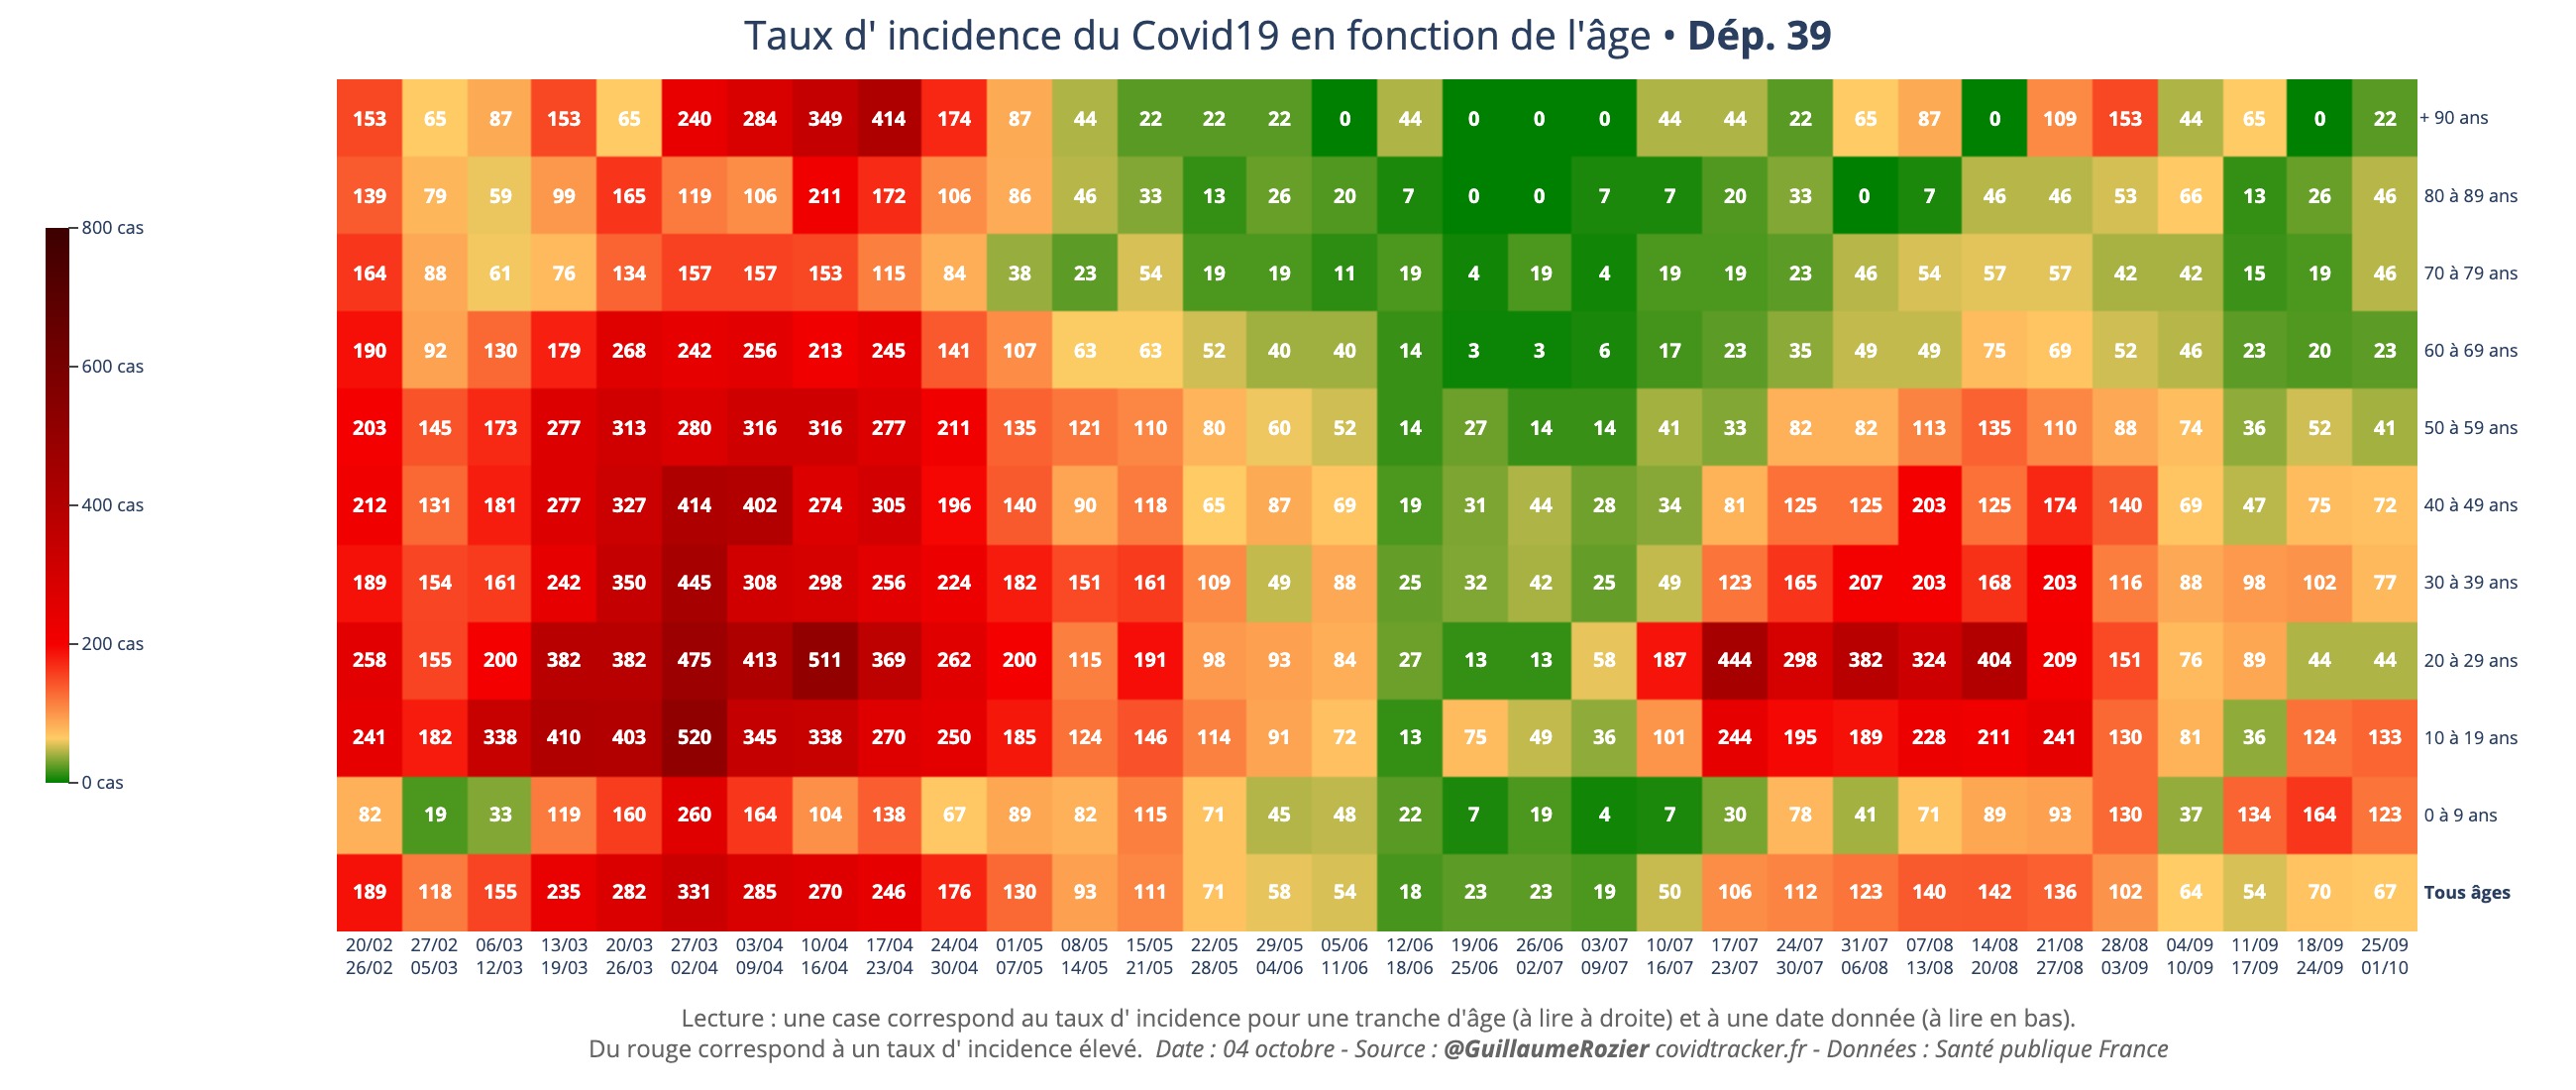 Taux d' incidence du Covid19 en fonction de l'âge • Dép. 39
800 cas
600 cas
400 cas
200 cas
0 cas
153 65 87 153 65 240 284 349 414 174 87 44 22 22 22 0 44 0 0 0 44 44 22 65 87 0 109 153 44 65 0 22 + 90 ans
139 79 59 99 165 119 106 211 172 106 86 46 33 13 26 20 7 0 0 7 7 20 33 0 7 46 46 53 66 13 26 46 80 à 89 ans
164 88 61 76 134 157 157 153 115 84 38 23 54 19 19 11 19 4 19 4 19 19 23 46 54 57 57 42 42 15 19 46 70 à 79 ans
190 92 130 179 268 242 256 213 245 141 107 63 63 52 40 40 14 3 3 6 17 23 35 49 49 75 69 52 46 23 20 23 60 à 69 ans
203 145 173 277 313 280 316 316 277 211 135 121 110 80 60 52 14 27 14 14 41 33 82 82 113 135 110 88 74 36 52 41 50 à 59 ans
212 131 181 277 327 414 402 274 305 196 140 90 118 65 87 69 19 31 44 28 34 81 125 125 203 125 174 140 69 47 75 72 40 à 49 ans
189 154 161 242 350 445 308 298 256 224 182 151 161 109 49 88 25 32 42 25 49 123 165 207 203 168 203 116 88 98 102 77 30 à 39 ans
258 155 200 382 382 475 413 511 369 262 200 115 191 98 93 84 27 13 13 58 187 444 298 382 324 404 209 151 76 89 44 44 20 à 29 ans
241 182 338 410 403 520 345 338 270 250 185 124 146 114 91 72 13 75 49 36 101 244 195 189 228 211 241 130 81 36 124 133 10 à 19 ans
82 19 33 119 160 260 164 104 138 67 89 82 115 71 45 48 22 7 19 4 7 30 78 41 71 89 93 130 37 134 164 123 0 à 9 ans
189 118 155 235 282 331 285 270 246 176 130 93 111 71 58 54 18 23 23 19 50 106 112 123 140 142 136 102 64 54 70 67 Tous âges
20/02 27/02 06/03 13/03 20/03 27/03 03/04 10/04 17/04 24/04 01/05 08/05 15/05 22/05 29/05 05/06 12/06 19/06 26/06 03/07 10/07 17/07 24/07 31/07 07/08 14/08 21/08 28/08 04/09 11/09 18/09 25/09
26/02 05/03 12/03 19/03 26/03 02/04 09/04 16/04 23/04 30/04 07/05 14/05 21/05 28/05 04/06 11/06 18/06 25/06 02/07 09/07 16/07 23/07 30/07 06/08 13/08 20/08 27/08 03/09 10/09 17/09 24/09 01/10
Lecture : une case correspond au taux d' incidence pour une tranche d'âge (à lire à droite) et à une date donnée (à lire en bas).
Du rouge correspond à un taux d' incidence élevé. Date : 04 octobre - Source : @GuillaumeRozier covidtracker.fr - Données : Santé publique France